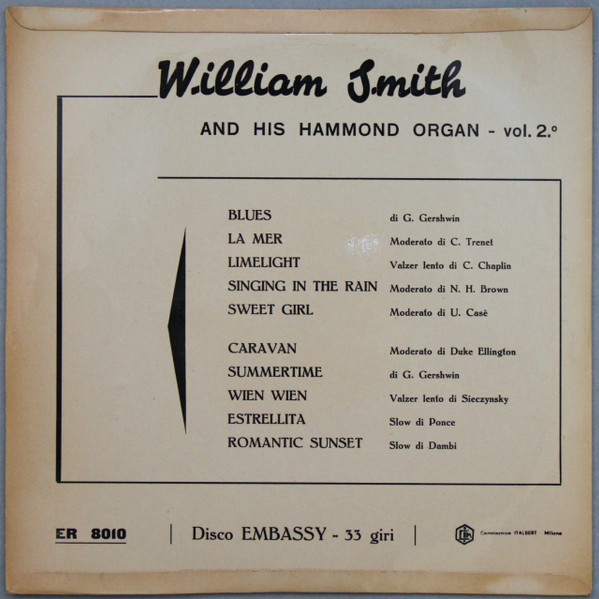 William Smith
AND HIS HAMMOND ORGAN - vol. 2.º
BLUES di G. Gershwin
LA MER Moderato di C. Trenet
LIMELIGHT Valzer lento di C. Chaplin
SINGING IN THE RAIN Moderato di N. H. Brown
SWEET GIRL Moderato di U. Casè
CARAVAN Moderato di Duke Ellington
SUMMERTIME di G. Gershwin
WIEN WIEN Valzer lento di Sieczynsky
ESTRELLITA Slow di Ponce
ROMANTIC SUNSET Slow di Dambi
ER 8010 Disco EMBASSY - 33 giri ITALBERT Milano